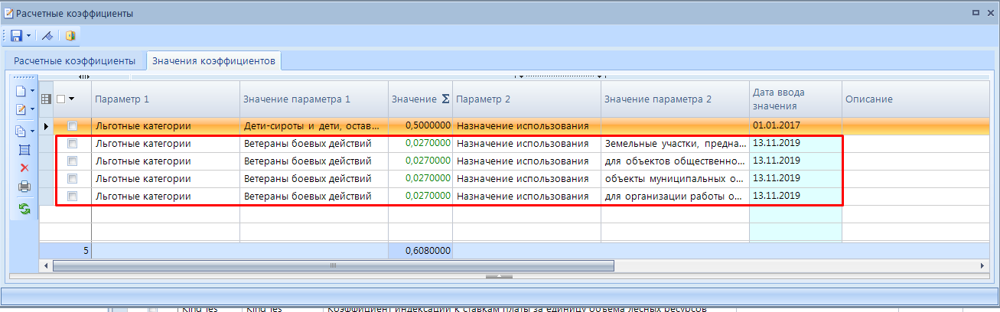 Расчетные коэффициенты
Расчетные коэффициенты Значения коэффициентов
Параметр 1 Значение параметра 1 Значение Σ Параметр 2 Значение параметра 2 Дата ввода значения Описание
Льготные категории Дети-сироты и дети, остав... 0,5000000 Назначение использования 01.01.2017
Льготные категории Ветераны боевых действий 0,0270000 Назначение использования Земельные участки, предна... 13.11.2019
Льготные категории Ветераны боевых действий 0,0270000 Назначение использования для объектов общественно... 13.11.2019
Льготные категории Ветераны боевых действий 0,0270000 Назначение использования объекты муниципальных о... 13.11.2019
Льготные категории Ветераны боевых действий 0,0270000 Назначение использования для организации работы о... 13.11.2019
5 0,6080000
King les King les Коэффициент индексации к ставкам платы за единицу объема лесных ресурсов